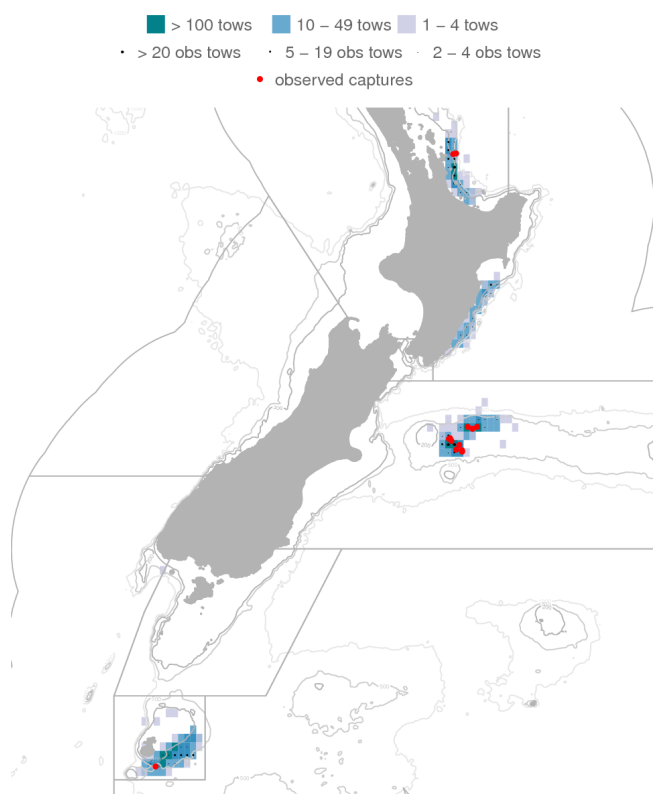 > 100 tows 10 − 49 tows 1 − 4 tows
> 20 obs tows 5 − 19 obs tows 2 − 4 obs tows
observed captures